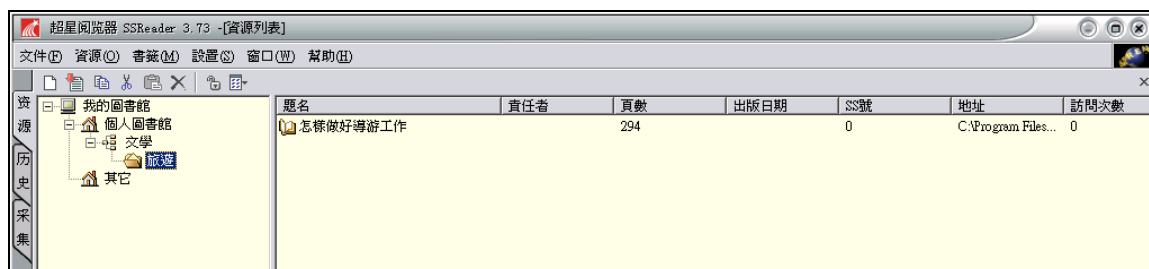 超星阅览器 SSReader 3.73 -[資源列表]
文件(F) 資源(O) 書籤(M) 設置(S) 窗口(W) 幫助(H)
资源
历史
采集
我的圖書館
個人圖書館
文學
旅遊
其它
題名 責任者 頁數 出版日期 SS號 地址 訪問次數
怎樣做好導游工作 294 0 C:\Program Files... 0